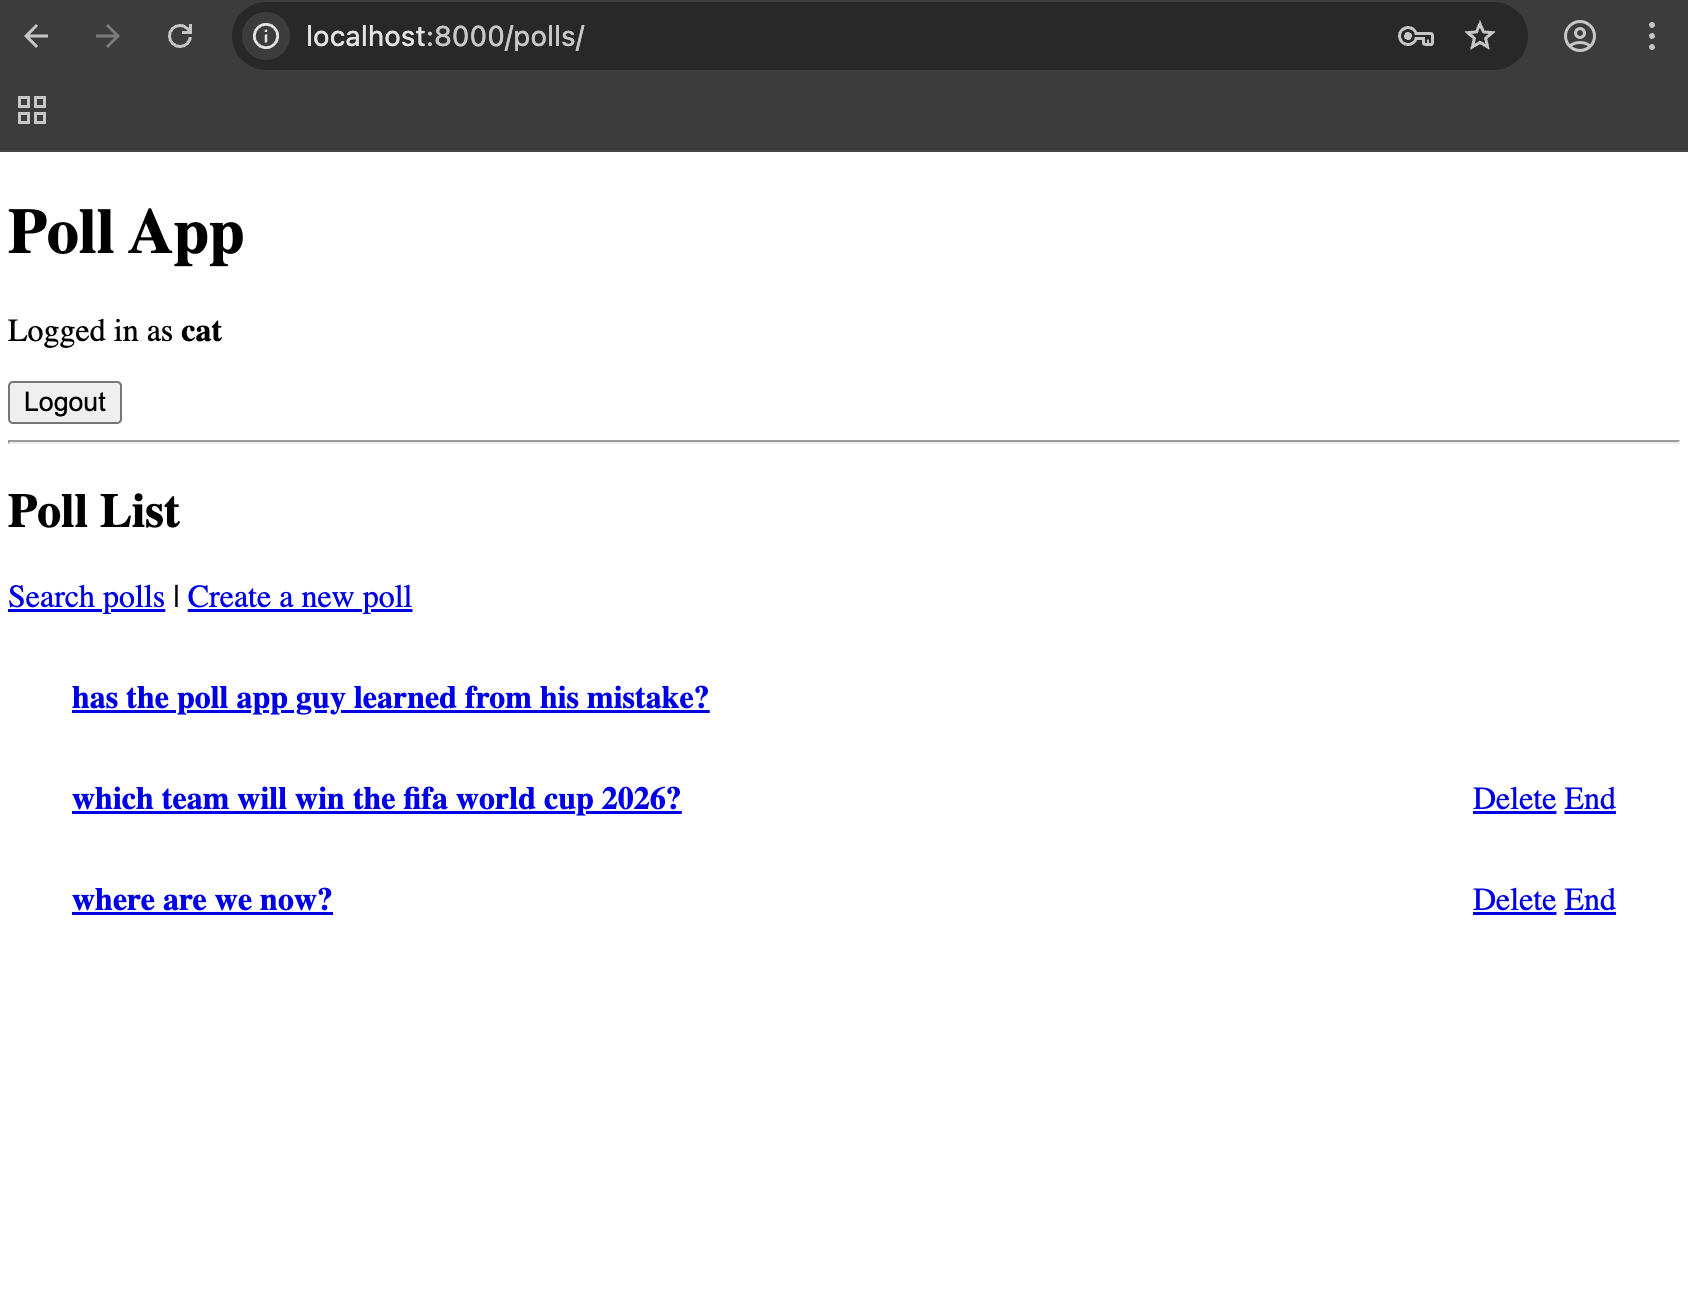 localhost:8000/polls/
Poll App
Logged in as cat
Logout
Poll List
Search polls | Create a new poll
has the poll app guy learned from his mistake?
which team will win the fifa world cup 2026? Delete End
where are we now? Delete End